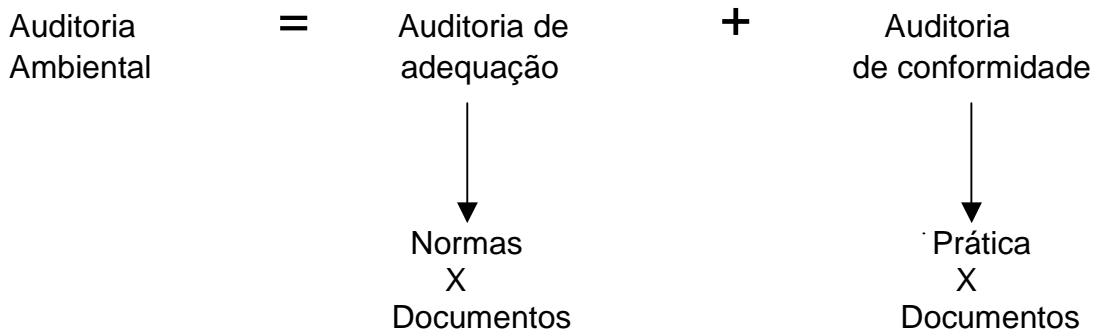 Auditoria = Auditoria de + Auditoria
Ambiental adequação de conformidade
Normas Prática
X X
Documentos Documentos